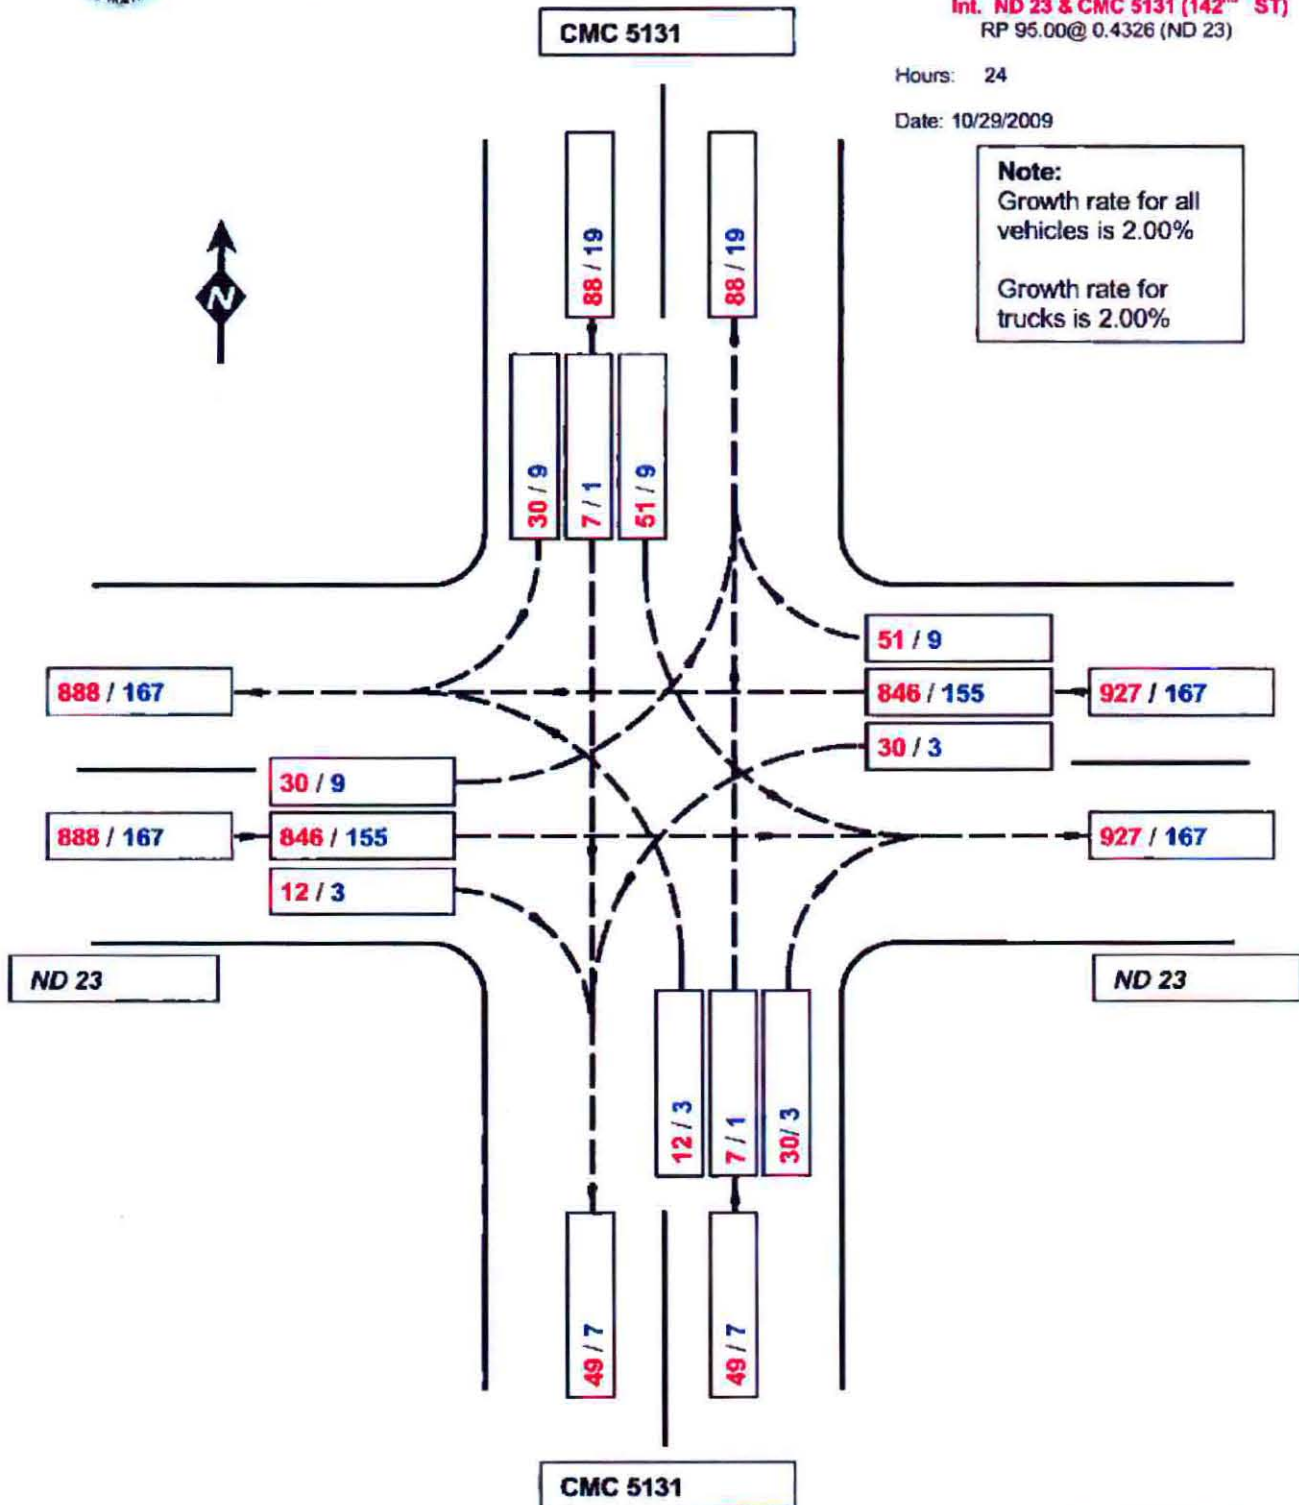 Int. ND 23 & CMC 5131 (142ND ST)
CMC 5131
RP 95.00@ 0.4326 (ND 23)
Hours: 24
Date: 10/29/2009
Note:
Growth rate for all
vehicles is 2.00%
Growth rate for
trucks is 2.00%
88 / 19
88 / 19
N
30 / 9
7 / 1
51 / 9
51 / 9
888 / 167
846 / 155
927 / 167
30 / 3
30 / 9
888 / 167
846 / 155
927 / 167
12 / 3
ND 23
ND 23
12 / 3
7 / 1
30/ 3
49 / 7
49 / 7
CMC 5131